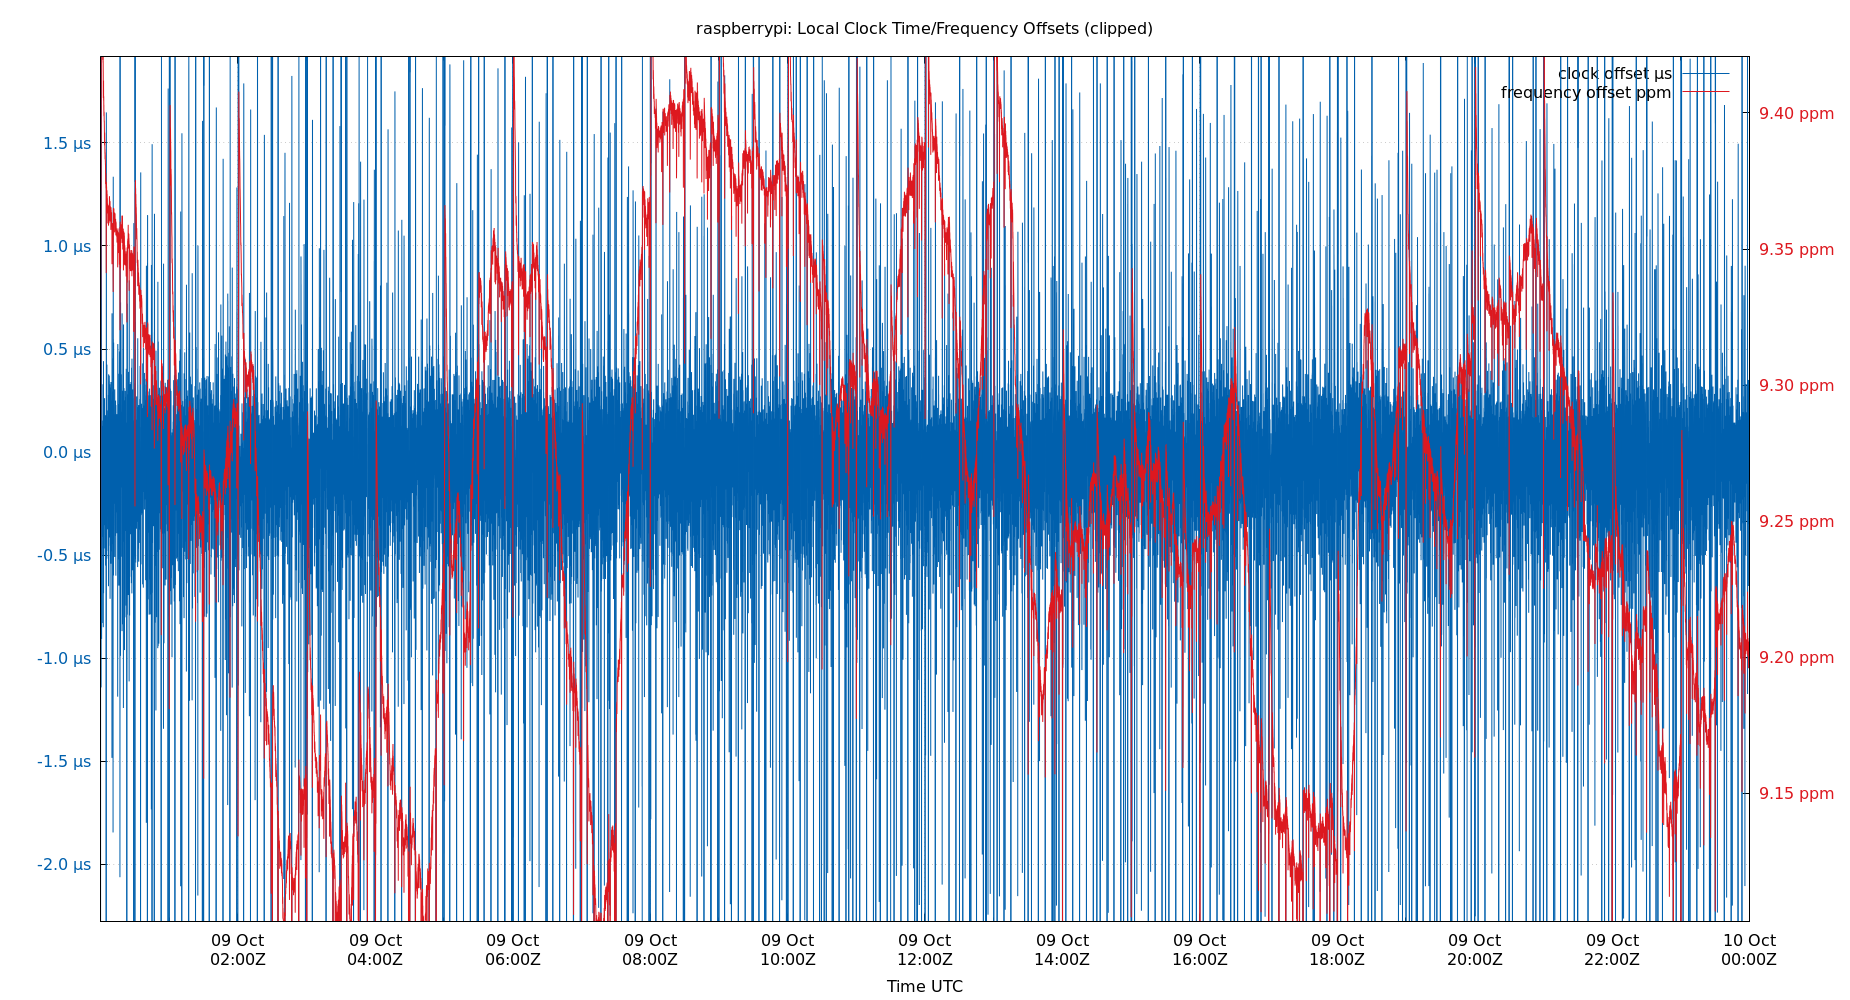 raspberrypi: Local Clock Time/Frequency Offsets (clipped)
clock offset µs
frequency offset ppm
1.5 µs
1.0 µs
0.5 µs
0.0 µs
-0.5 µs
-1.0 µs
-1.5 µs
-2.0 µs
9.40 ppm
9.35 ppm
9.30 ppm
9.25 ppm
9.20 ppm
9.15 ppm
09 Oct 09 Oct 09 Oct 09 Oct 09 Oct 09 Oct 09 Oct 09 Oct 09 Oct 09 Oct 09 Oct 10 Oct
02:00Z 04:00Z 06:00Z 08:00Z 10:00Z 12:00Z 14:00Z 16:00Z 18:00Z 20:00Z 22:00Z 00:00Z
Time UTC